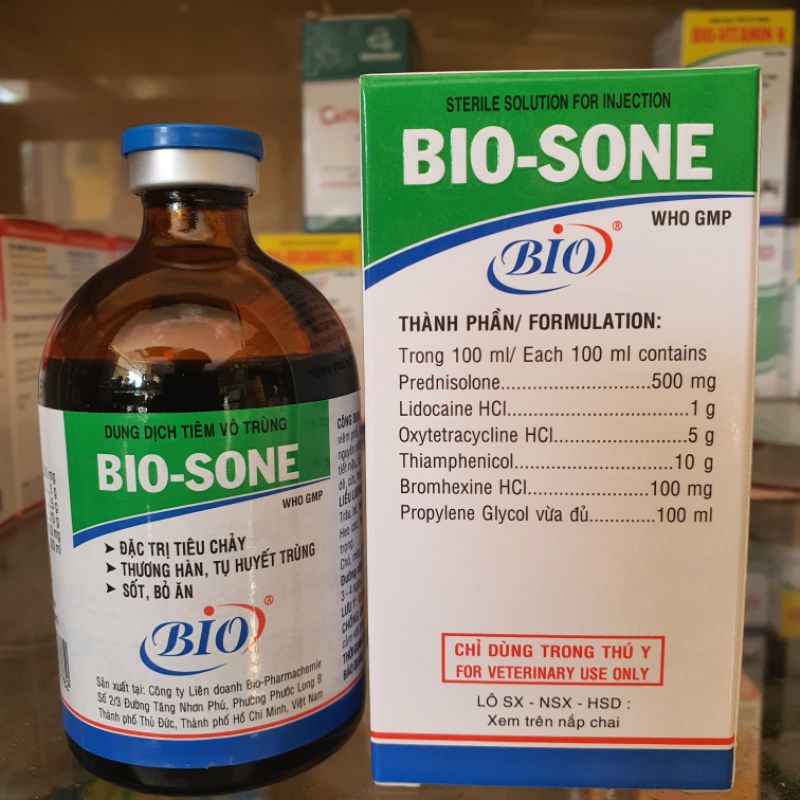 STERILE SOLUTION FOR INJECTION
BIO-SONE
WHO GMP
BIO®
THÀNH PHẦN/ FORMULATION:
Trong 100 ml/ Each 100 ml contains
Prednisolone..............................500 mg
Lidocaine HCl....................................1 g
Oxytetracycline HCl..........................5 g
Thiamphenicol................................10 g
Bromhexine HCl.......................100 mg
Propylene Glycol vừa đủ.............100 ml
CHỈ DÙNG TRONG THÚ Y
FOR VETERINARY USE ONLY
LÔ SX - NSX - HSD :
Xem trên nắp chai
DUNG DỊCH TIÊM VÔ TRÙNG
BIO-SONE
WHO GMP
➤ ĐẶC TRỊ TIÊU CHẢY
➤ THƯƠNG HÀN, TỤ HUYẾT TRÙNG
➤ SỐT, BỎ ĂN
BIO®
Sản xuất tại: Công ty Liên doanh Bio-Pharmachemie
Số 2/3 Đường Tăng Nhơn Phú, Phường Phước Long B
Thành phố Thủ Đức, Thành phố Hồ Chí Minh, Việt Nam
BIO-VITAMIN K